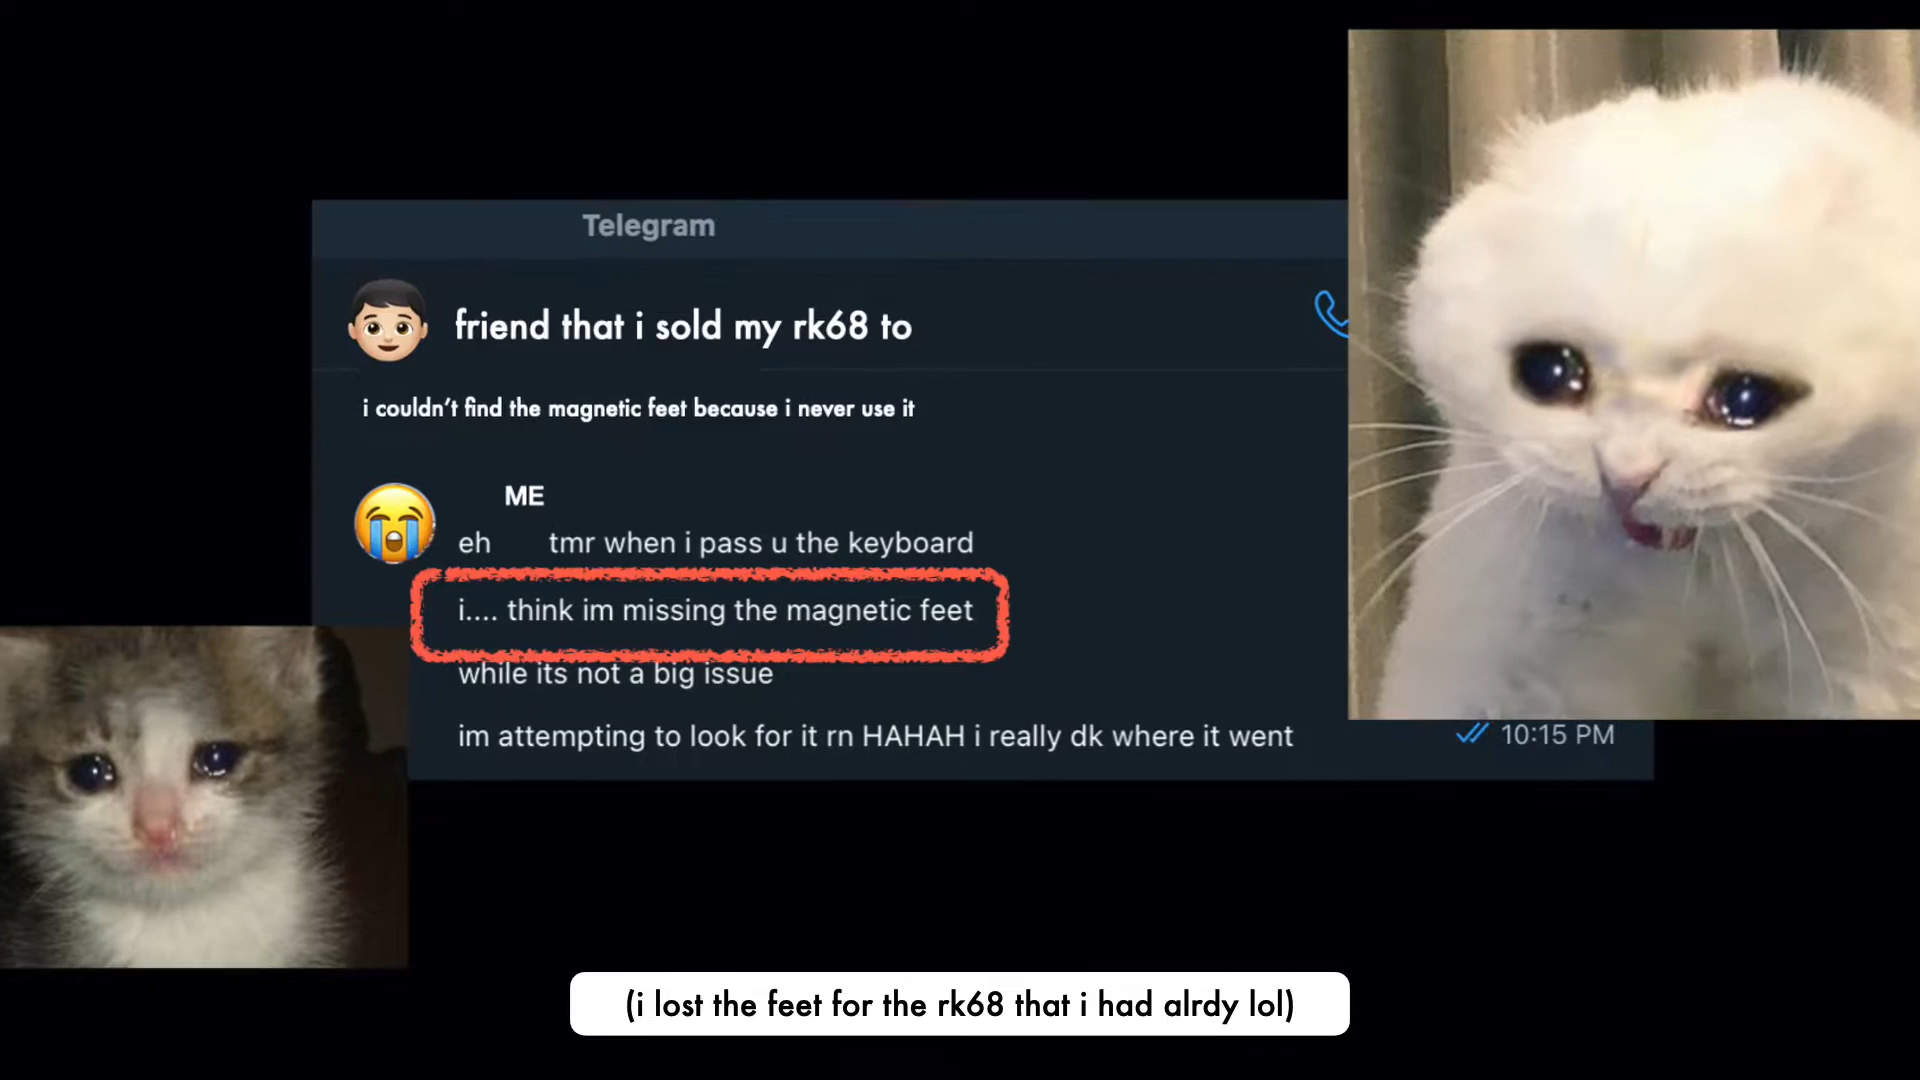 Telegram
friend that i sold my rk68 to
i couldn't find the magnetic feet because i never use it
ME
eh tmr when i pass u the keyboard
i.... think im missing the magnetic feet
while its not a big issue
im attempting to look for it rn HAHAH i really dk where it went
10:15 PM
(i lost the feet for the rk68 that i had alrdy lol)